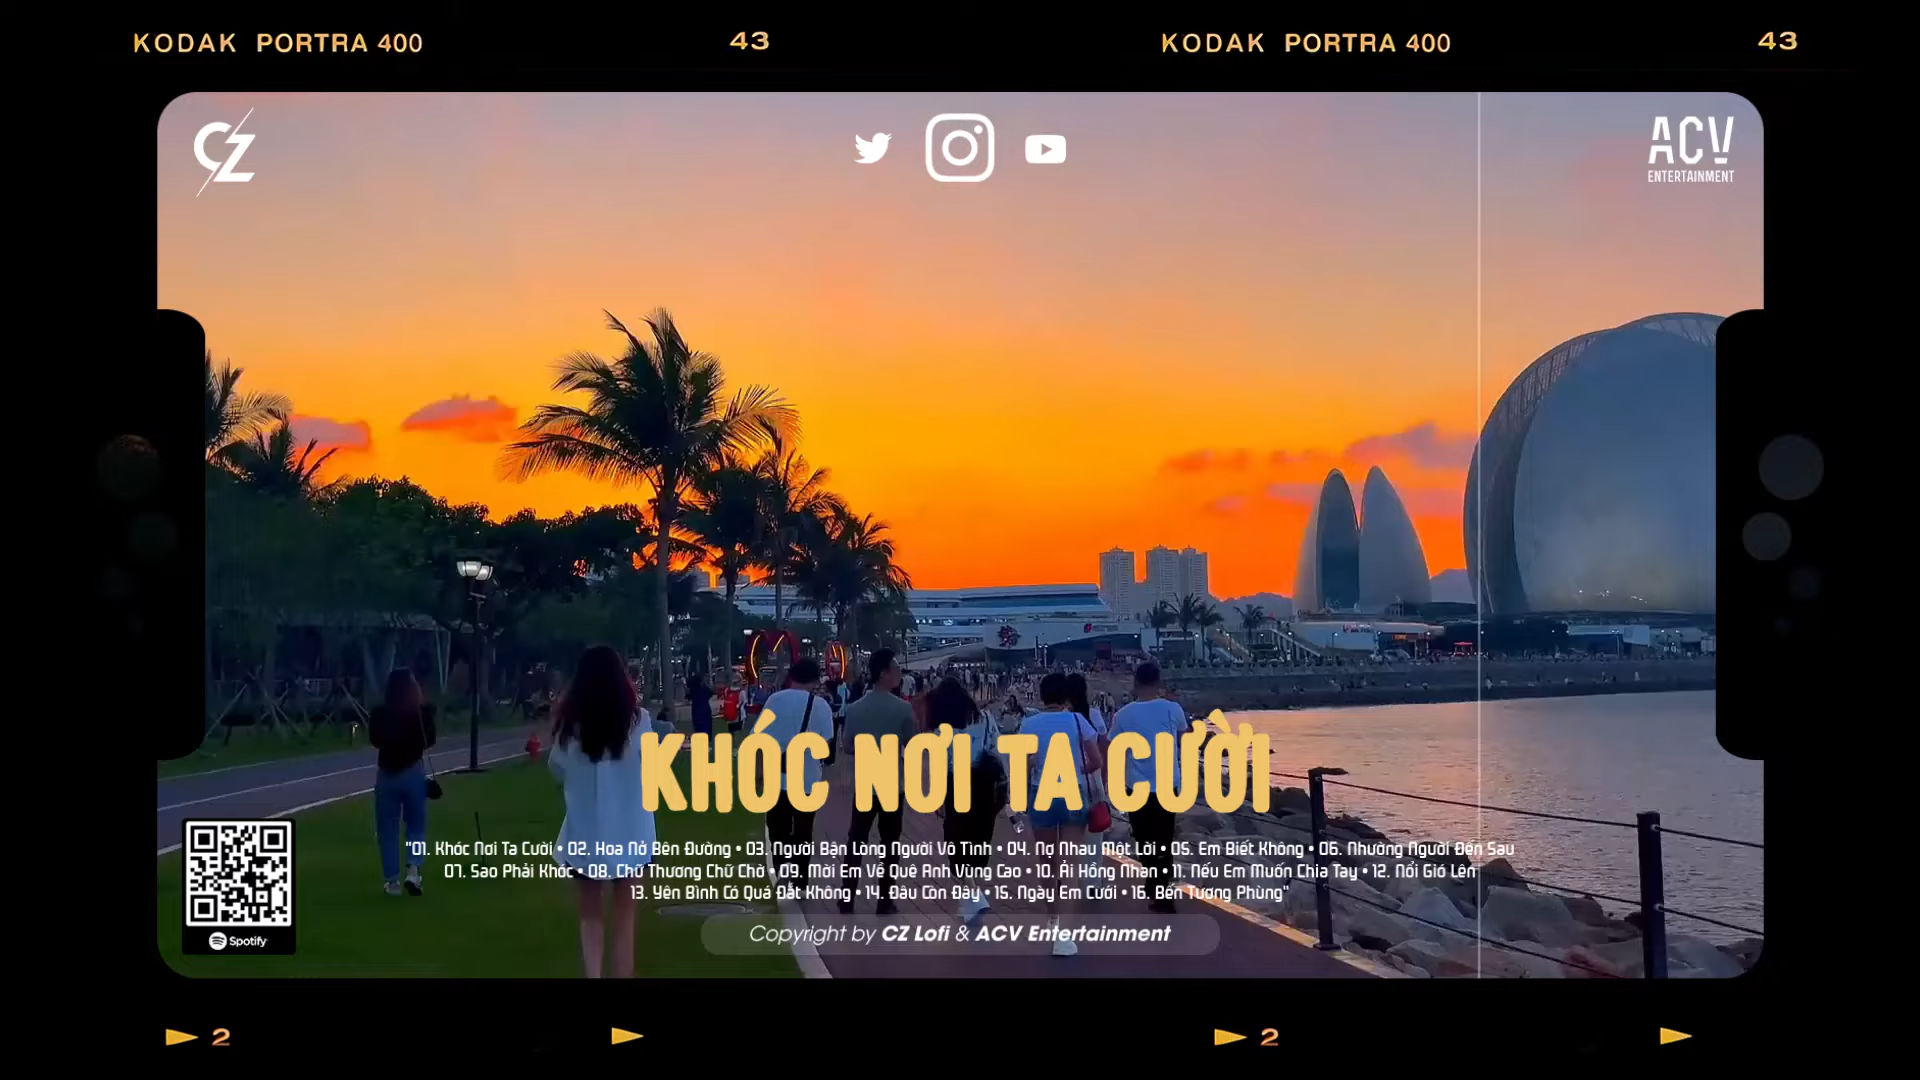 KODAK PORTRA 400 43 KODAK PORTRA 400 43
CZ
ACV
ENTERTAINMENT
KHÓC NƠI TA CƯỜI
"01. Khóc Nơi Ta Cười • 02. Hoa Nở Bên Đường • 03. Người Bận Lòng Người Vô Tình • 04. Nợ Nhau Một Lời • 05. Em Biết Không • 06. Nhường Người Đến Sau
07. Sao Phải Khóc • 08. Chữ Thương Chữ Chờ • 09. Mời Em Về Quê Anh Vùng Cao • 10. Ải Hồng Nhan • 11. Nếu Em Muốn Chia Tay • 12. Nổi Gió Lên
13. Yên Bình Có Quá Đắt Không • 14. Đâu Còn Đây • 15. Ngày Em Cưới • 16. Bến Tương Phùng"
Spotify
Copyright by CZ Lofi & ACV Entertainment
2 2